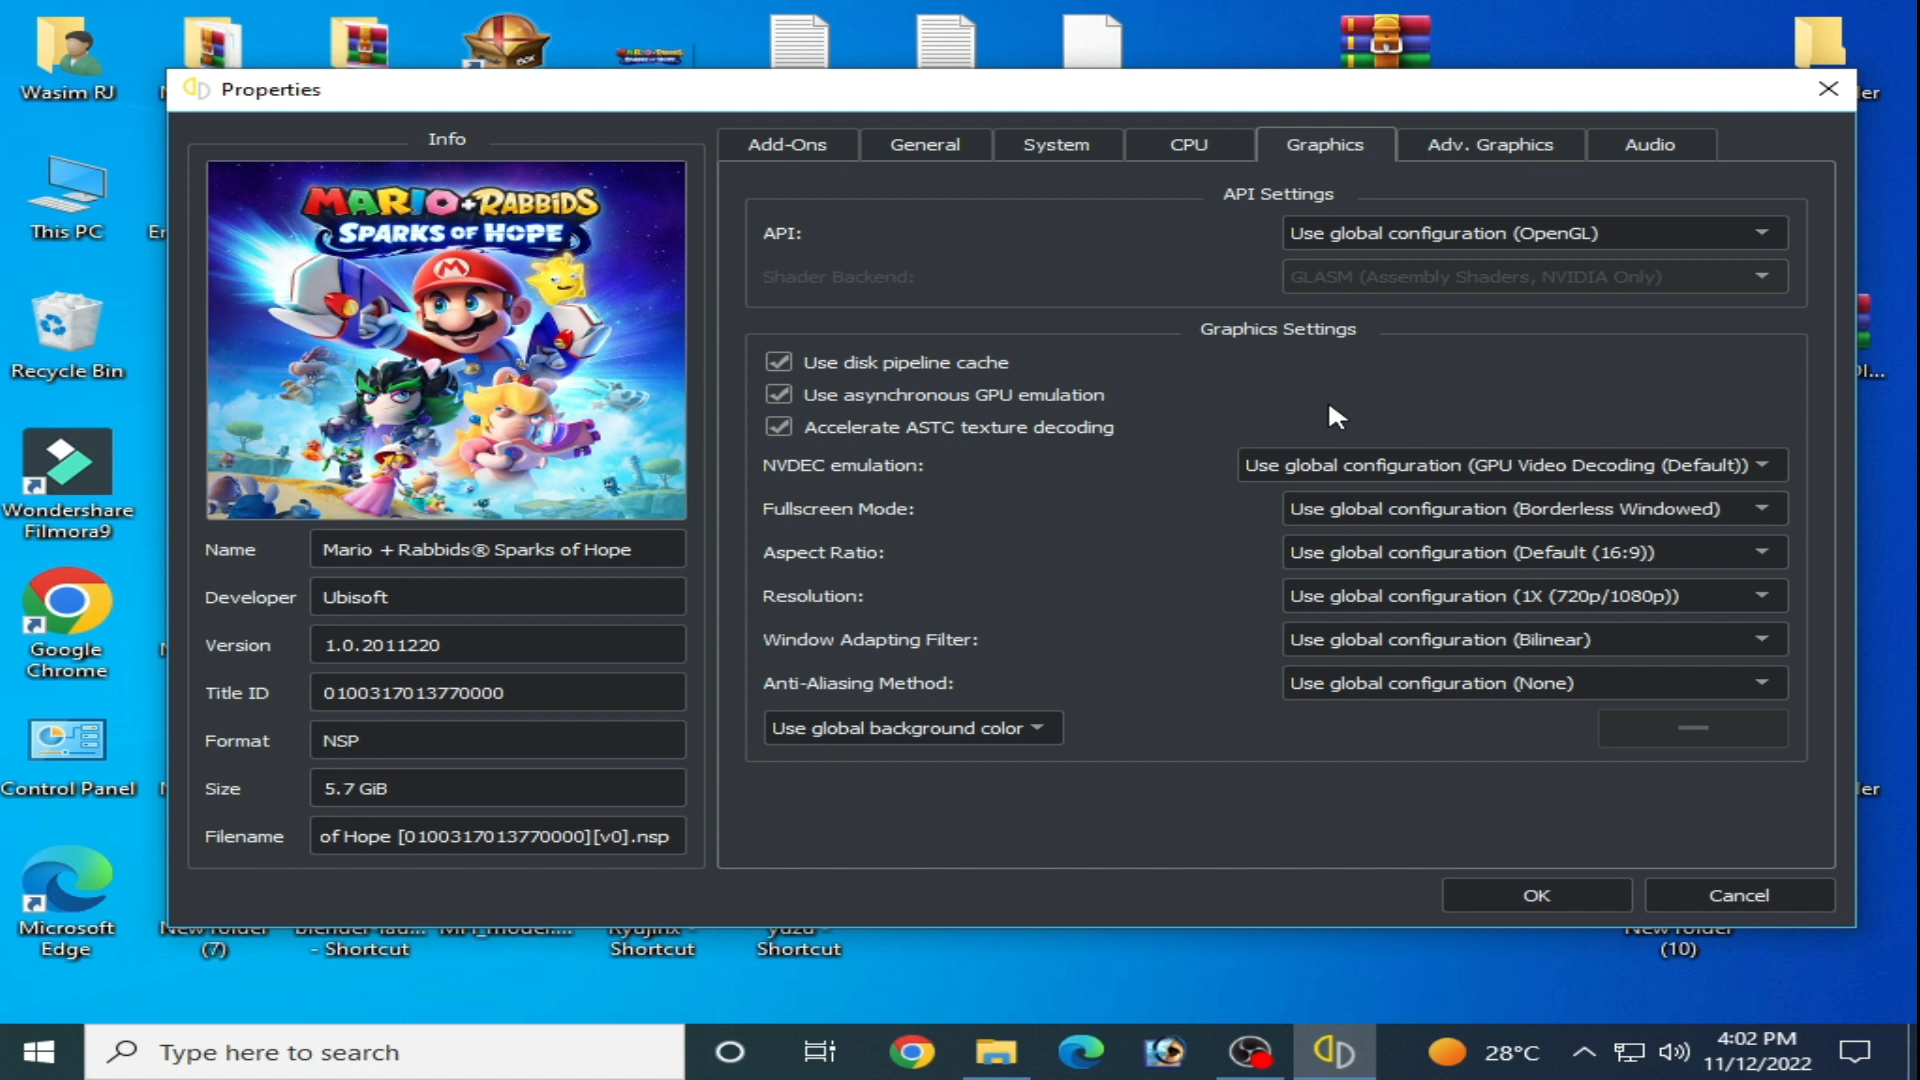 Wasim RJ
er
This PC
Er
Recycle Bin
DI...
Wondershare
Filmora9
Google
Chrome
Control Panel
er
Microsoft
Edge
(7)
- Shortcut
Shortcut
Shortcut
(10)
BOX
Properties
Info
MARIO+RABBIDS
SPARKS OF HOPE
Name
Mario + Rabbids® Sparks of Hope
Developer
Ubisoft
Version
1.0.2011220
Title ID
0100317013770000
Format
NSP
Size
5.7 GiB
Filename
of Hope [0100317013770000][v0].nsp
Add-Ons
General
System
CPU
Graphics
Adv. Graphics
Audio
API Settings
API:
Use global configuration (OpenGL)
Shader Backend:
GLASM (Assembly Shaders, NVIDIA Only)
Graphics Settings
Use disk pipeline cache
Use asynchronous GPU emulation
Accelerate ASTC texture decoding
NVDEC emulation:
Use global configuration (GPU Video Decoding (Default))
Fullscreen Mode:
Use global configuration (Borderless Windowed)
Aspect Ratio:
Use global configuration (Default (16:9))
Resolution:
Use global configuration (1X (720p/1080p))
Window Adapting Filter:
Use global configuration (Bilinear)
Anti-Aliasing Method:
Use global configuration (None)
Use global background color
OK
Cancel
Type here to search
28°C
4:02 PM
11/12/2022